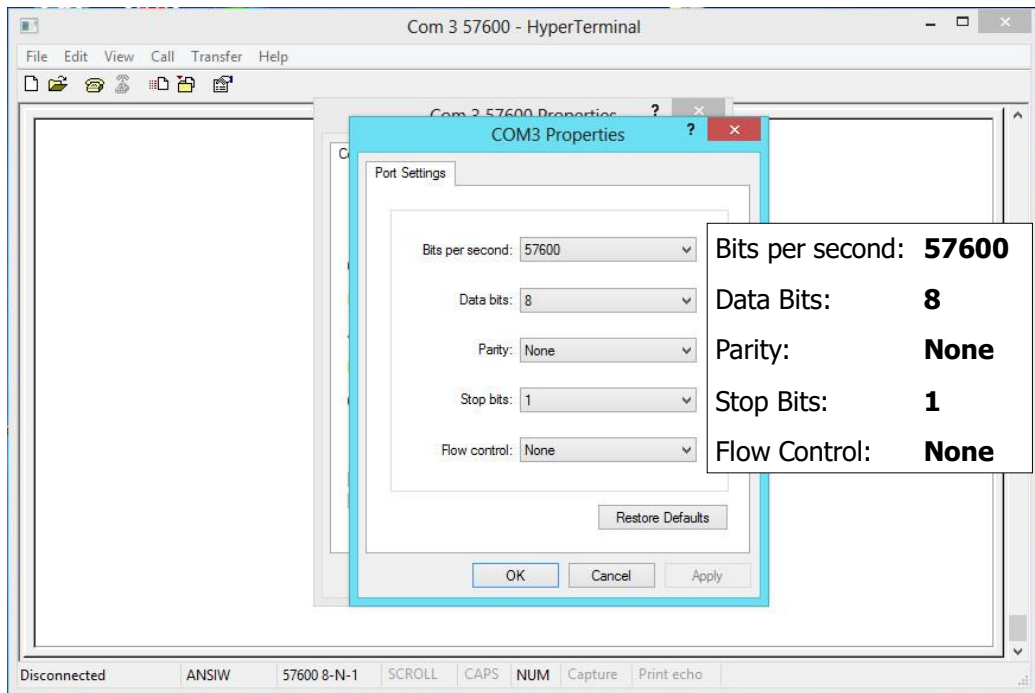 Com 3 57600 - HyperTerminal
File Edit View Call Transfer Help
Com 3 57600 Properties ?
COM3 Properties ?
Port Settings
Bits per second: 57600
Data bits: 8
Parity: None
Stop bits: 1
Flow control: None
Restore Defaults
OK Cancel Apply
Bits per second: 57600
Data Bits: 8
Parity: None
Stop Bits: 1
Flow Control: None
Disconnected ANSIW 57600 8-N-1 SCROLL CAPS NUM Capture Print echo